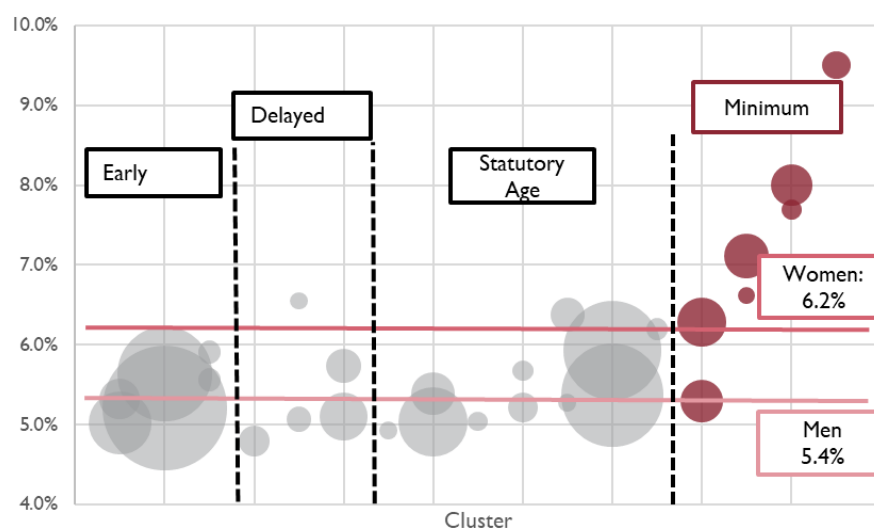 10.0%
9.0%
8.0%
7.0%
6.0%
5.0%
4.0%
Early
Delayed
Statutory
Age
Minimum
Women:
6.2%
Men
5.4%
Cluster